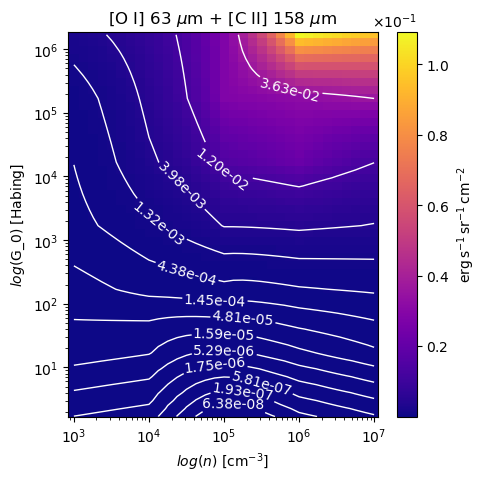 [O I] 63 μm + [C II] 158 μm
×10⁻¹
10⁶
10⁵
10⁴
10³
10²
10¹
log(G_0) [Habing]
3.63e-02
1.20e-02
3.98e-03
1.32e-03
4.38e-04
1.45e-04
4.81e-05
1.59e-05
5.29e-06
1.75e-06
5.81e-07
1.93e-07
6.38e-08
10³ 10⁴ 10⁵ 10⁶ 10⁷
log(n) [cm⁻³]
1.0
0.8
0.6
0.4
0.2
erg s⁻¹ sr⁻¹ cm⁻²